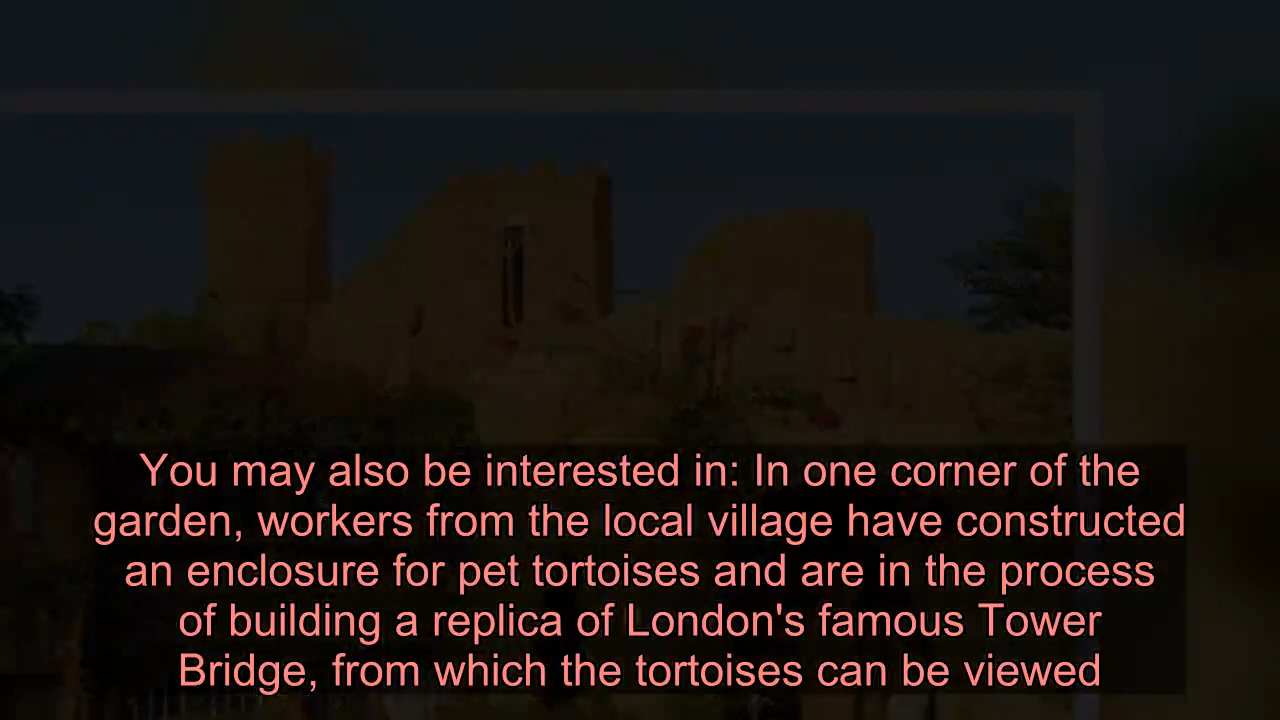 You may also be interested in: In one corner of the
garden, workers from the local village have constructed
an enclosure for pet tortoises and are in the process
of building a replica of London's famous Tower
Bridge, from which the tortoises can be viewed